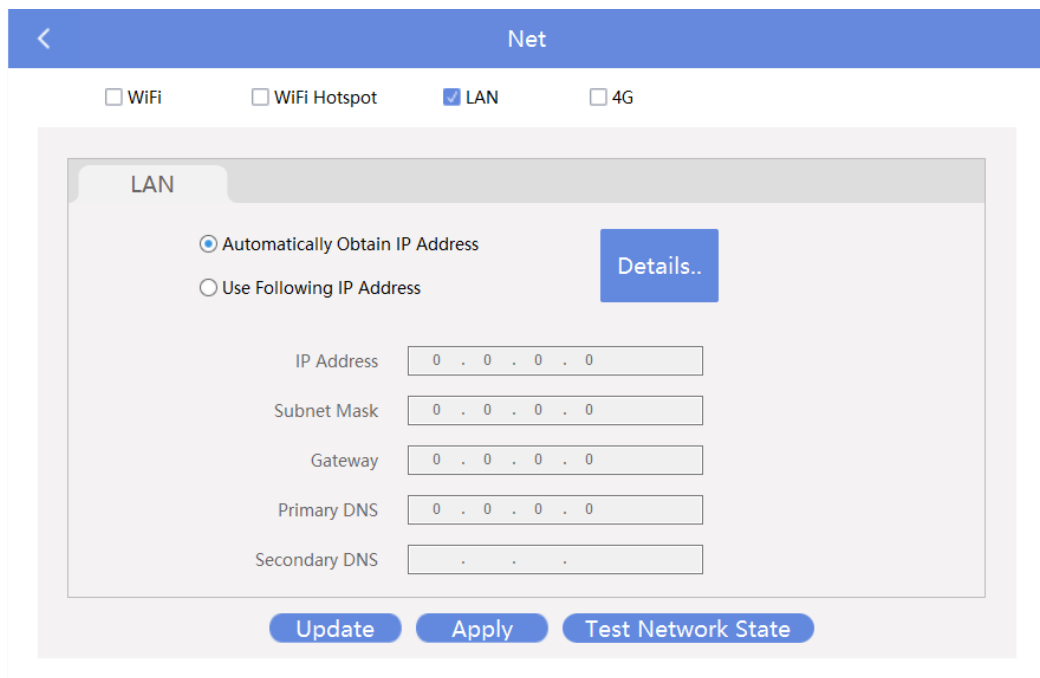 Net
WiFi WiFi Hotspot LAN 4G
LAN
Automatically Obtain IP Address
Details..
Use Following IP Address
IP Address 0 . 0 . 0 . 0
Subnet Mask 0 . 0 . 0 . 0
Gateway 0 . 0 . 0 . 0
Primary DNS 0 . 0 . 0 . 0
Secondary DNS . . .
Update Apply Test Network State